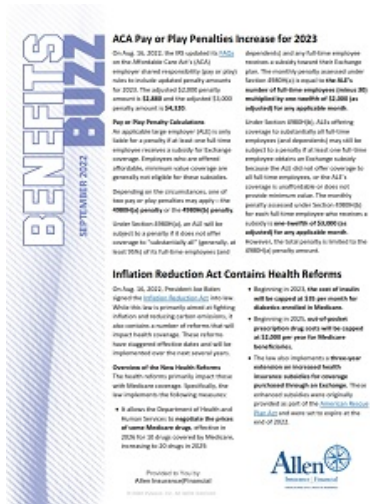 BENEFITS
BUZZ
SEPTEMBER 2022
ACA Pay or Play Penalties Increase for 2023
On Aug. 16, 2022, the IRS updated its FAQs
on the Affordable Care Act's (ACA)
employer shared responsibility (pay or play)
rules to include updated penalty amounts
for 2023. The adjusted $2,000 penalty
amount is $2,880 and the adjusted $3,000
penalty amount is $4,320.
Pay or Play Penalty Calculations
An applicable large employer (ALE) is only
liable for a penalty if at least one full-time
employee receives a subsidy for Exchange
coverage. Employees who are offered
affordable, minimum value coverage are
generally not eligible for these subsidies.
Depending on the circumstances, one of
two pay or play penalties may apply – the
4980H(a) penalty or the 4980H(b) penalty.
Under Section 4980H(a), an ALE will be
subject to a penalty if it does not offer
coverage to "substantially all" (generally, at
least 95%) of its full-time employees (and
dependents) and any full-time employee
receives a subsidy toward their Exchange
plan. The monthly penalty assessed under
Section 4980H(a) is equal to the ALE's
number of full-time employees (minus 30)
multiplied by one-twelfth of $2,000 (as
adjusted) for any applicable month.
Under Section 4980H(b), ALEs offering
coverage to substantially all full-time
employees (and dependents) may still be
subject to a penalty if at least one full-time
employee obtains an Exchange subsidy
because the ALE did not offer coverage to
all full-time employees, or the ALE's
coverage is unaffordable or does not
provide minimum value. The monthly
penalty assessed under Section 4980H(b)
for each full-time employee who receives a
subsidy is one-twelfth of $3,000 (as
adjusted) for any applicable month.
However, the total penalty is limited to the
4980H(a) penalty amount.
Inflation Reduction Act Contains Health Reforms
On Aug. 16, 2022, President Joe Biden
signed the Inflation Reduction Act into law.
While this law is primarily aimed at fighting
inflation and reducing carbon emissions, it
also contains a number of reforms that will
impact health coverage. These reforms
have staggered effective dates and will be
implemented over the next several years.
Overview of the New Health Reforms
The health reforms primarily impact those
with Medicare coverage. Specifically, the
law implements the following measures:
• It allows the Department of Health and
Human Services to negotiate the prices
of some Medicare drugs, effective in
2026 for 10 drugs covered by Medicare,
increasing to 20 drugs in 2029.
• Beginning in 2023, the cost of insulin
will be capped at $35 per month for
diabetics enrolled in Medicare.
• Beginning in 2025, out-of-pocket
prescription drug costs will be capped
at $2,000 per year for Medicare
beneficiaries.
• The law also implements a three-year
extension on increased health
insurance subsidies for coverage
purchased through an Exchange. These
enhanced subsidies were originally
provided as part of the American Rescue
Plan Act and were set to expire at the
end of 2022.
Provided to you by
Allen Insurance|Financial
Allen
Insurance | Financial